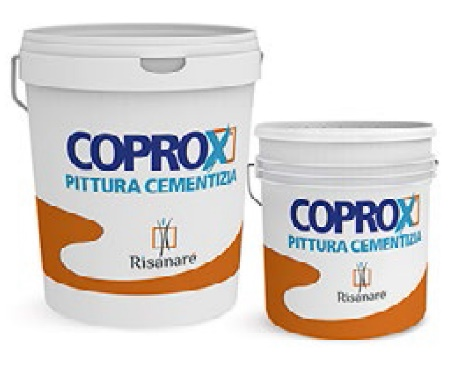 COPROX
PITTURA CEMENTIZIA
Risanare
COPROX
PITTURA CEMENTIZIA
Risanare